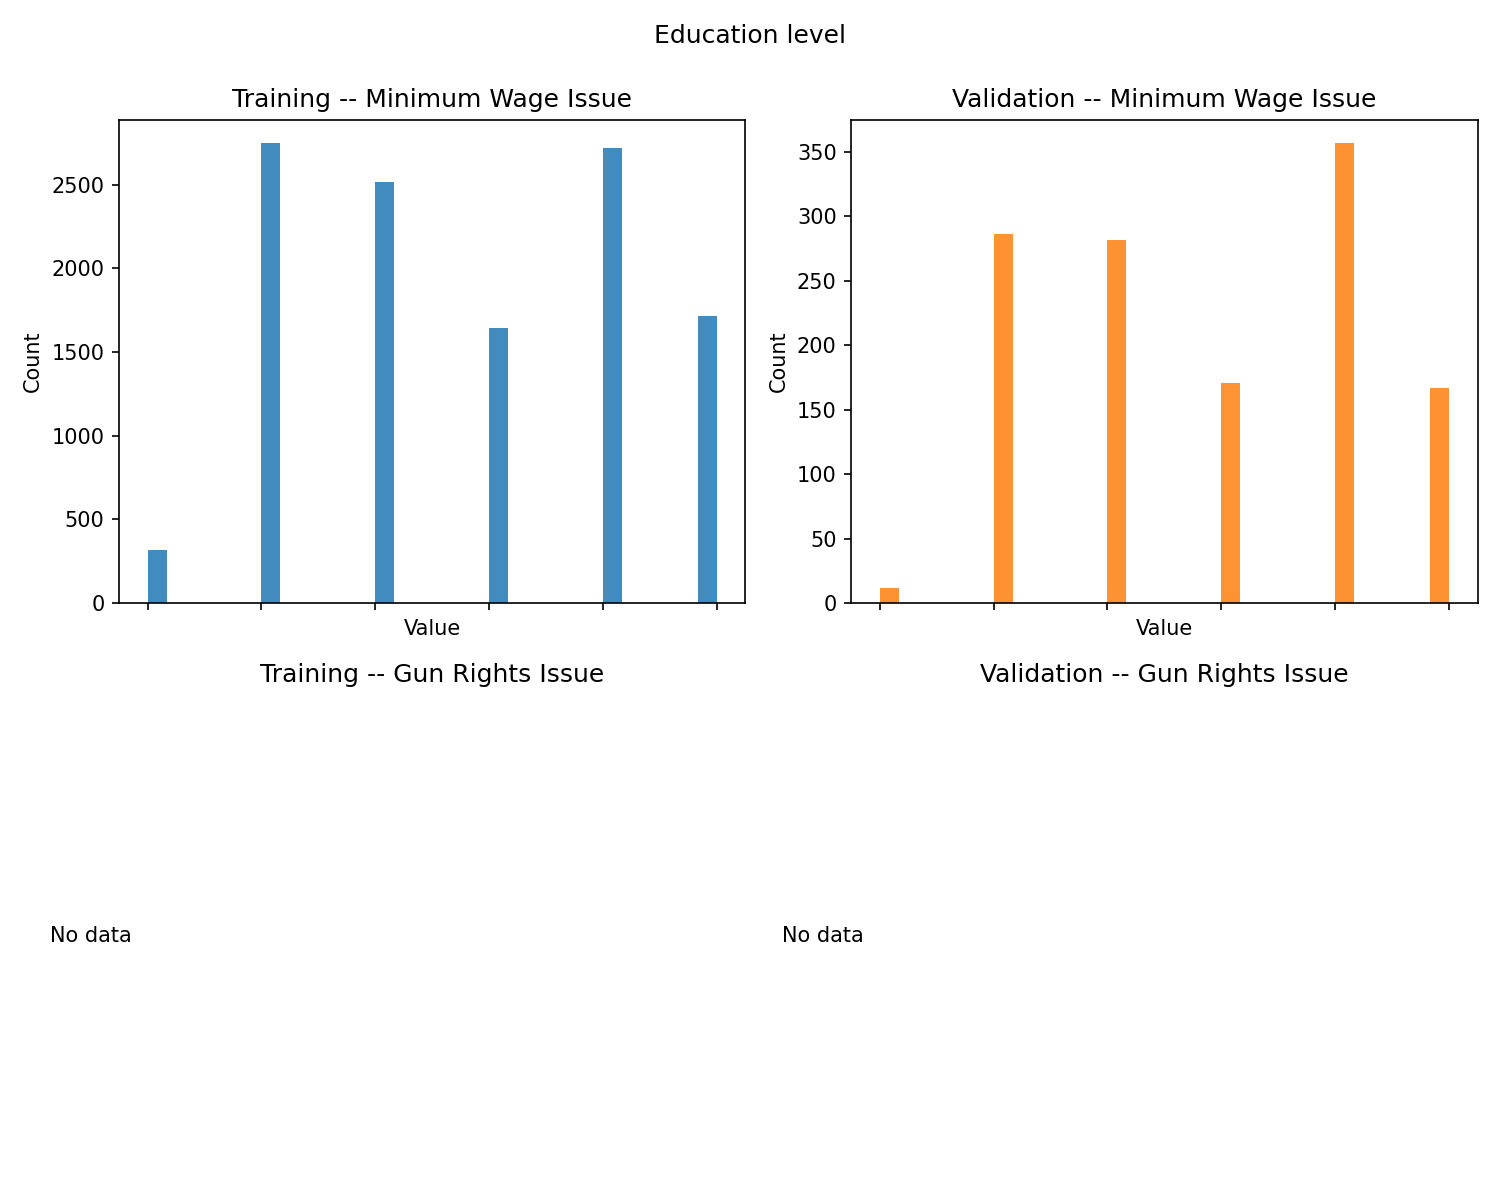 Education level
Training -- Minimum Wage Issue
Validation -- Minimum Wage Issue
2500
2000
1500
1000
500
0
Count
Value
350
300
250
200
150
100
50
0
Count
Value
Training -- Gun Rights Issue
Validation -- Gun Rights Issue
No data
No data